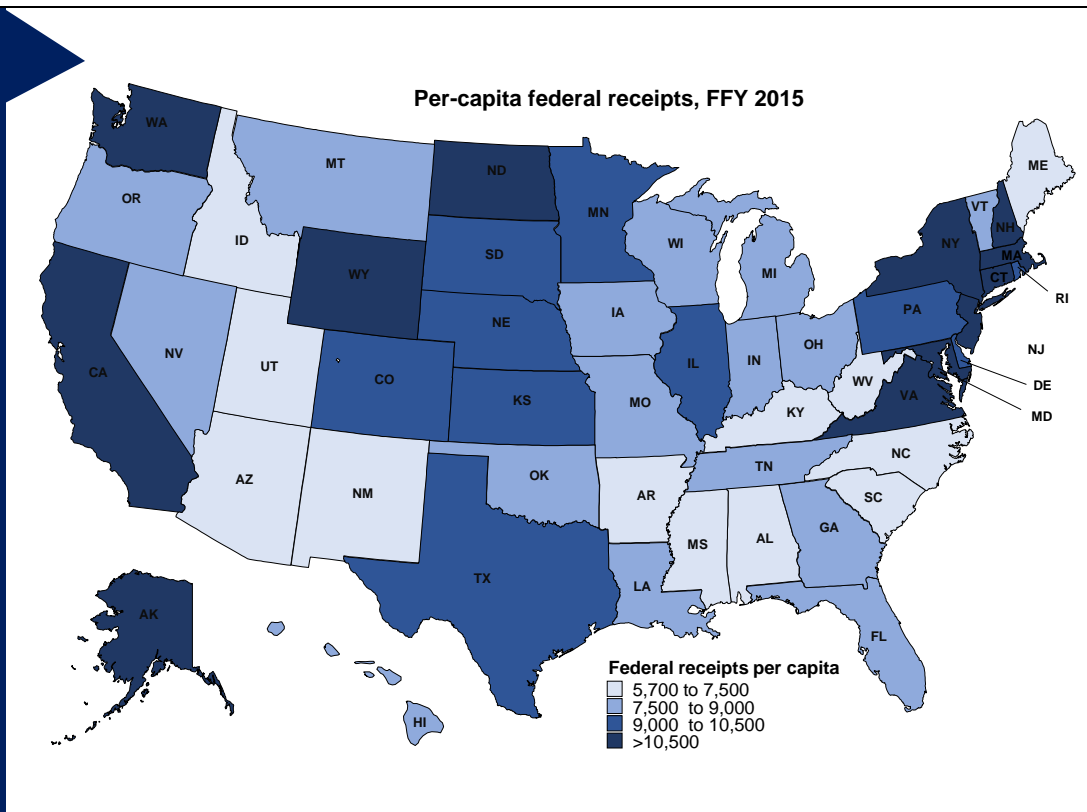 Per-capita federal receipts, FFY 2015
WA
MT
ND
ME
OR
MN
VT
ID
WI
NH
NY
SD
MA
WY
MI
CT
RI
IA
NE
PA
NV
OH
NJ
UT
IL
IN
CA
CO
DE
WV
KS
MO
VA
KY
MD
NC
TN
AZ
OK
NM
AR
SC
GA
MS
AL
TX
LA
AK
FL
HI
Federal receipts per capita
5,700 to 7,500
7,500 to 9,000
9,000 to 10,500
>10,500